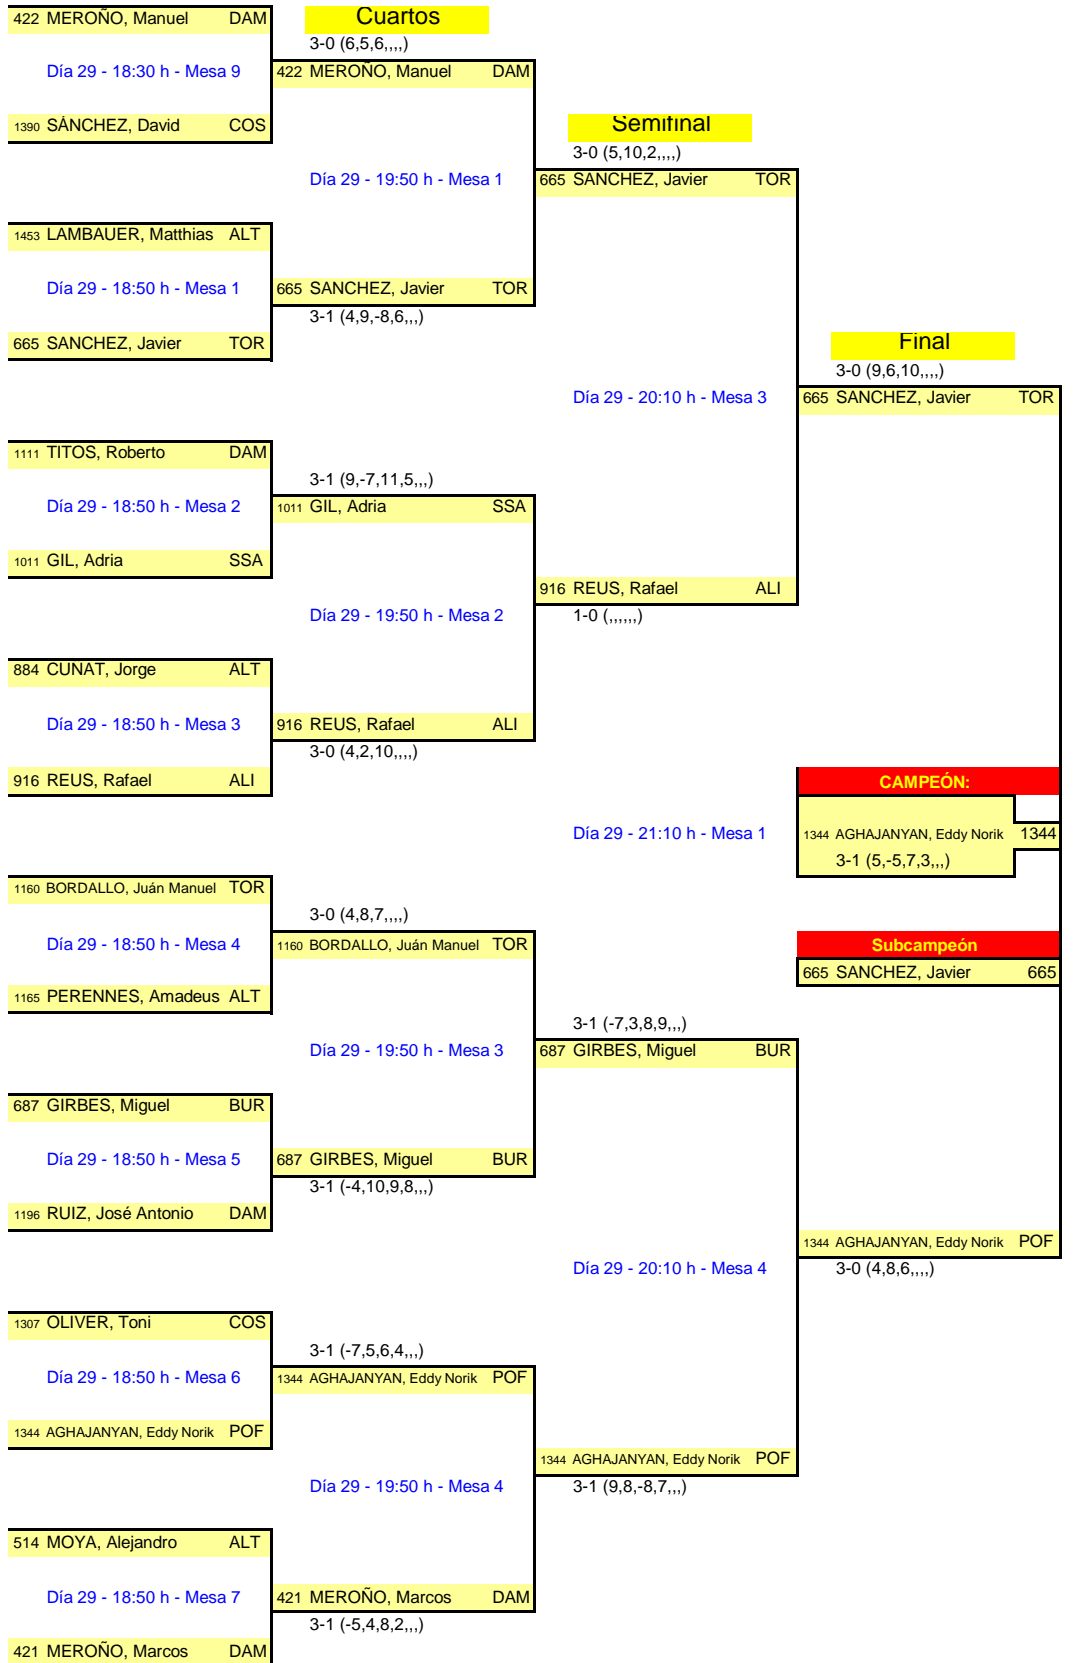 422 MEROÑO, Manuel DAM
Cuartos
3-0 (6,5,6,,,,)
Día 29 - 18:30 h - Mesa 9
422 MEROÑO, Manuel DAM
1390 SÁNCHEZ, David COS
Semifinal
3-0 (5,10,2,,,,)
Día 29 - 19:50 h - Mesa 1
665 SANCHEZ, Javier TOR
1453 LAMBAUER, Matthias ALT
Día 29 - 18:50 h - Mesa 1
665 SANCHEZ, Javier TOR
3-1 (4,9,-8,6,,,)
665 SANCHEZ, Javier TOR
Final
3-0 (9,6,10,,,,)
Día 29 - 20:10 h - Mesa 3
665 SANCHEZ, Javier TOR
1111 TITOS, Roberto DAM
3-1 (9,-7,11,5,,,)
Día 29 - 18:50 h - Mesa 2
1011 GIL, Adria SSA
1011 GIL, Adria SSA
916 REUS, Rafael ALI
Día 29 - 19:50 h - Mesa 2
1-0 (,,,,,,)
884 CUNAT, Jorge ALT
Día 29 - 18:50 h - Mesa 3
916 REUS, Rafael ALI
3-0 (4,2,10,,,,)
916 REUS, Rafael ALI
CAMPEÓN:
Día 29 - 21:10 h - Mesa 1
1344 AGHAJANYAN, Eddy Norik 1344
3-1 (5,-5,7,3,,,)
1160 BORDALLO, Juán Manuel TOR
3-0 (4,8,7,,,,)
Día 29 - 18:50 h - Mesa 4
1160 BORDALLO, Juán Manuel TOR
Subcampeón
665 SANCHEZ, Javier 665
1165 PERENNES, Amadeus ALT
3-1 (-7,3,8,9,,,)
Día 29 - 19:50 h - Mesa 3
687 GIRBES, Miguel BUR
687 GIRBES, Miguel BUR
Día 29 - 18:50 h - Mesa 5
687 GIRBES, Miguel BUR
3-1 (-4,10,9,8,,,)
1196 RUIZ, José Antonio DAM
1344 AGHAJANYAN, Eddy Norik POF
Día 29 - 20:10 h - Mesa 4
3-0 (4,8,6,,,,)
1307 OLIVER, Toni COS
3-1 (-7,5,6,4,,,)
Día 29 - 18:50 h - Mesa 6
1344 AGHAJANYAN, Eddy Norik POF
1344 AGHAJANYAN, Eddy Norik POF
1344 AGHAJANYAN, Eddy Norik POF
Día 29 - 19:50 h - Mesa 4
3-1 (9,8,-8,7,,,)
514 MOYA, Alejandro ALT
Día 29 - 18:50 h - Mesa 7
421 MEROÑO, Marcos DAM
3-1 (-5,4,8,2,,,)
421 MEROÑO, Marcos DAM